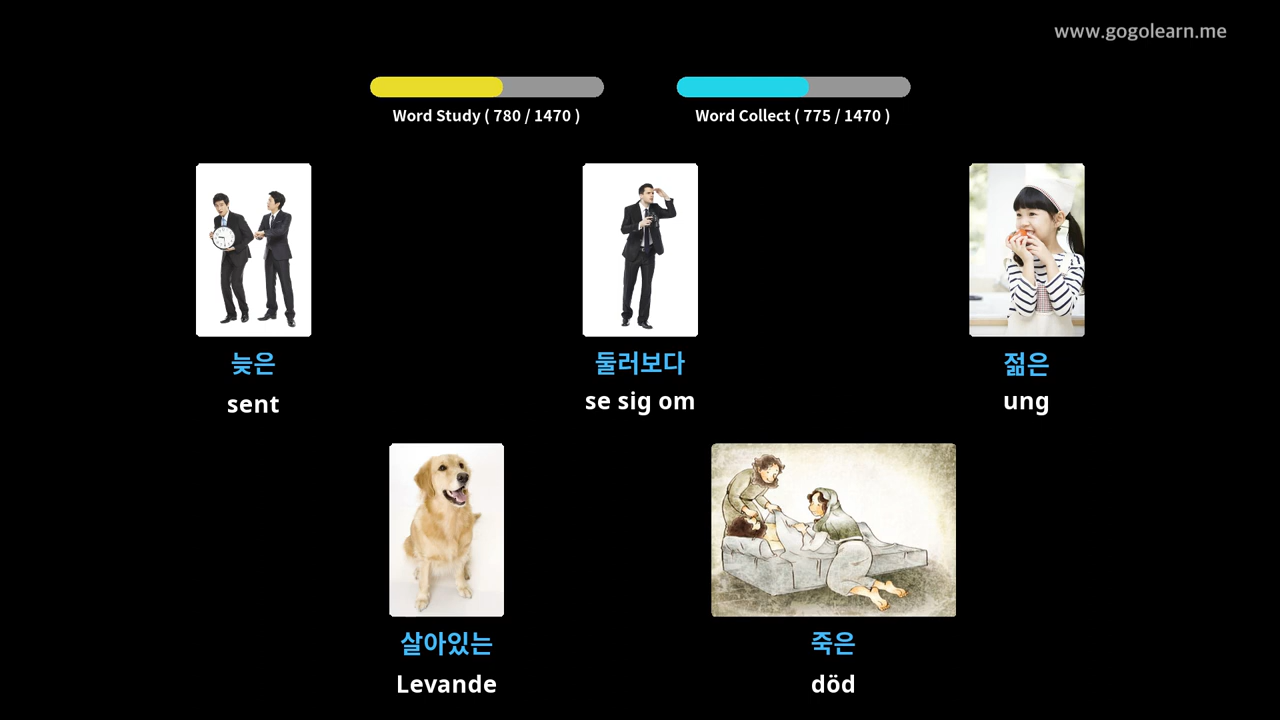 www.gogolearn.me
Word Study ( 780 / 1470 )
Word Collect ( 775 / 1470 )
늦은
sent
둘러보다
se sig om
젊은
ung
살아있는
Levande
죽은
död